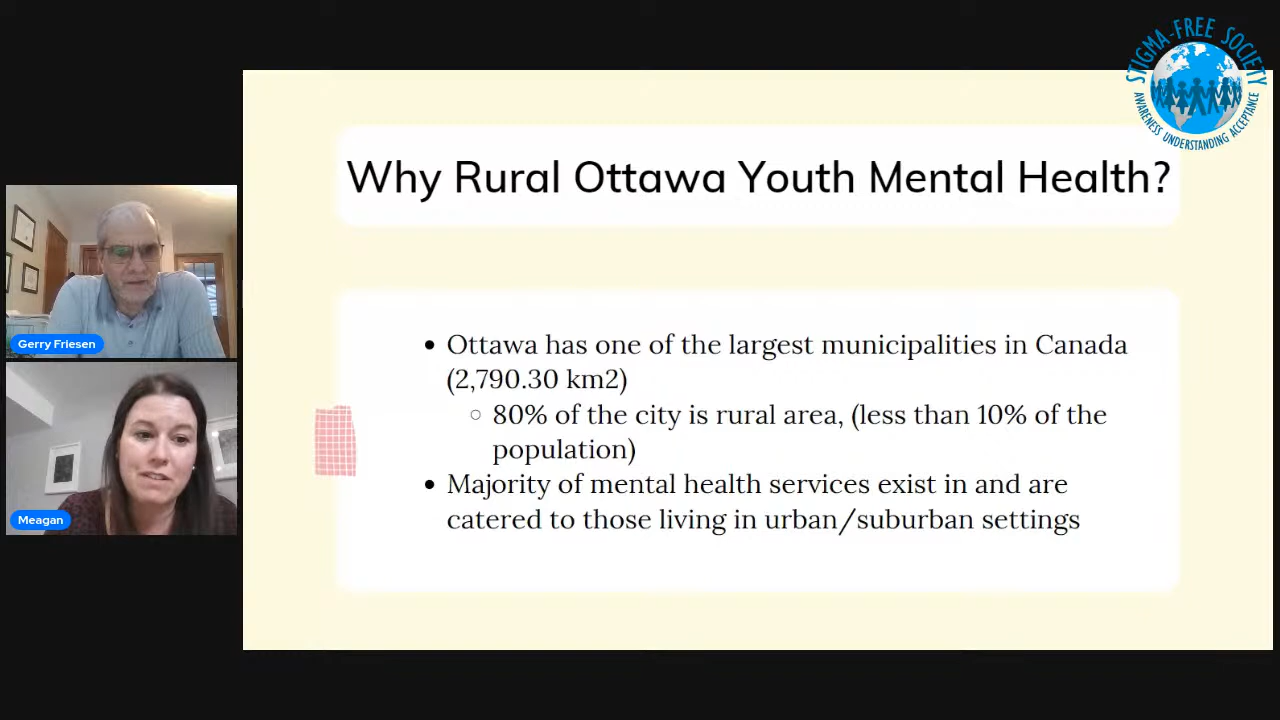 STIGMA-FREE SOCIETY
AWARENESS UNDERSTANDING ACCEPTANCE
Why Rural Ottawa Youth Mental Health?
Gerry Friesen
Meagan
• Ottawa has one of the largest municipalities in Canada
(2,790.30 km2)
○ 80% of the city is rural area, (less than 10% of the
population)
• Majority of mental health services exist in and are
catered to those living in urban/suburban settings